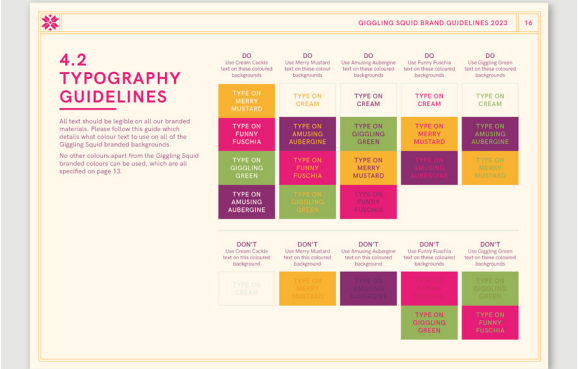 GIGGLING SQUID BRAND GUIDELINES 2023 16
4.2
TYPOGRAPHY
GUIDELINES
All text should be legible on all our branded
materials. Please follow this guide which
details what colour text to use on all of the
Giggling Squid branded backgrounds.
No other colours apart from the Giggling Squid
branded colours can be used, which are all
specified on page 13.
DO
Use Cream Cackle
text on these coloured
backgrounds
TYPE ON
MERRY
MUSTARD
TYPE ON
FUNNY
FUSCHIA
TYPE ON
GIGGLING
GREEN
TYPE ON
AMUSING
AUBERGINE
DO
Use Merry Mustard
text on these colour
backgrounds
TYPE ON
CREAM
TYPE ON
AMUSING
AUBERGINE
TYPE ON
FUNNY
FUSCHIA
TYPE ON
GIGGLING
GREEN
DO
Use Amusing Aubergine
text on these coloured
backgrounds
TYPE ON
CREAM
TYPE ON
GIGGLING
GREEN
TYPE ON
MERRY
MUSTARD
TYPE ON
FUNNY
FUSCHIA
DO
Use Funny Fuschia
text on these coloured
backgrounds
TYPE ON
CREAM
TYPE ON
MERRY
MUSTARD
TYPE ON
AMUSING
AUBERGINE
DO
Use Giggling Green
text on these coloured
backgrounds
TYPE ON
CREAM
TYPE ON
AMUSING
AUBERGINE
TYPE ON
MERRY
MUSTARD
DON'T
Use Cream Cackle
text on this coloured
background
TYPE ON
CREAM
DON'T
Use Merry Mustard
text on this coloured
background
TYPE ON
MERRY
MUSTARD
DON'T
Use Amusing Aubergine
text on this coloured
background
TYPE ON
AMUSING
AUBERGINE
DON'T
Use Funny Fuschia
text on these coloured
backgrounds
TYPE ON
GIGGLING
GREEN
DON'T
Use Giggling Green
text on these coloured
backgrounds
TYPE ON
GIGGLING
GREEN
TYPE ON
FUNNY
FUSCHIA